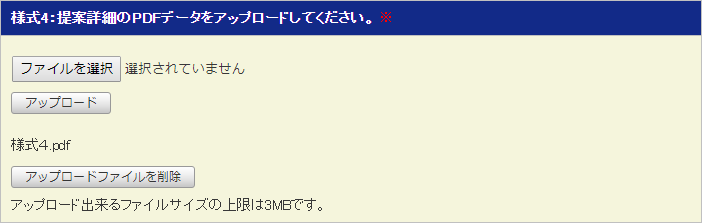 様式4：提案詳細のPDFデータをアップロードしてください。 ※
ファイルを選択 選択されていません
アップロード
様式4.pdf
アップロードファイルを削除
アップロード出来るファイルサイズの上限は3MBです。